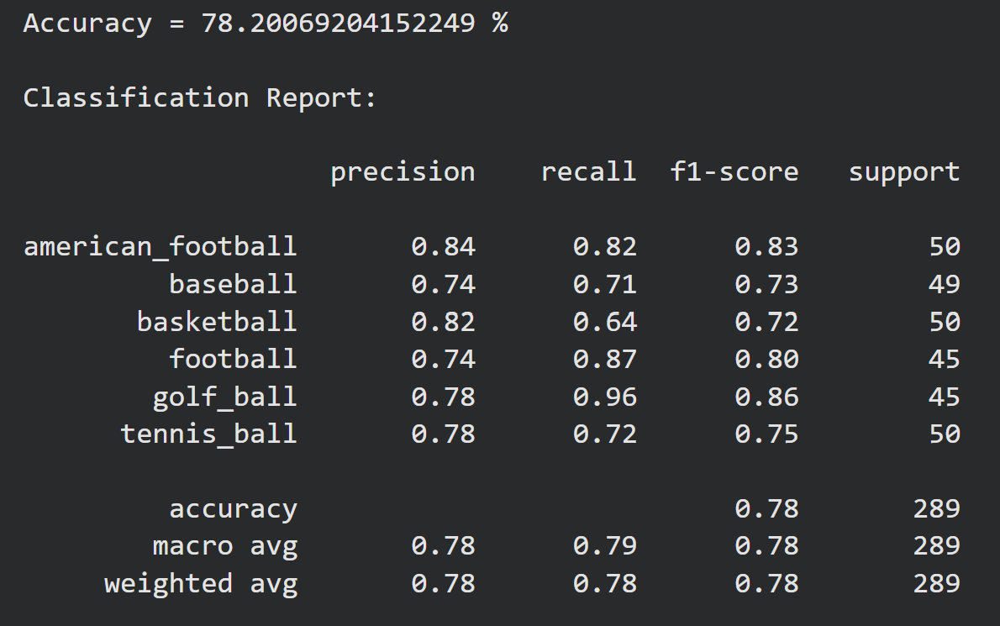 Accuracy = 78.20069204152249 %
Classification Report:
precision recall f1-score support
american_football 0.84 0.82 0.83 50
baseball 0.74 0.71 0.73 49
basketball 0.82 0.64 0.72 50
football 0.74 0.87 0.80 45
golf_ball 0.78 0.96 0.86 45
tennis_ball 0.78 0.72 0.75 50
accuracy 0.78 289
macro avg 0.78 0.79 0.78 289
weighted avg 0.78 0.78 0.78 289